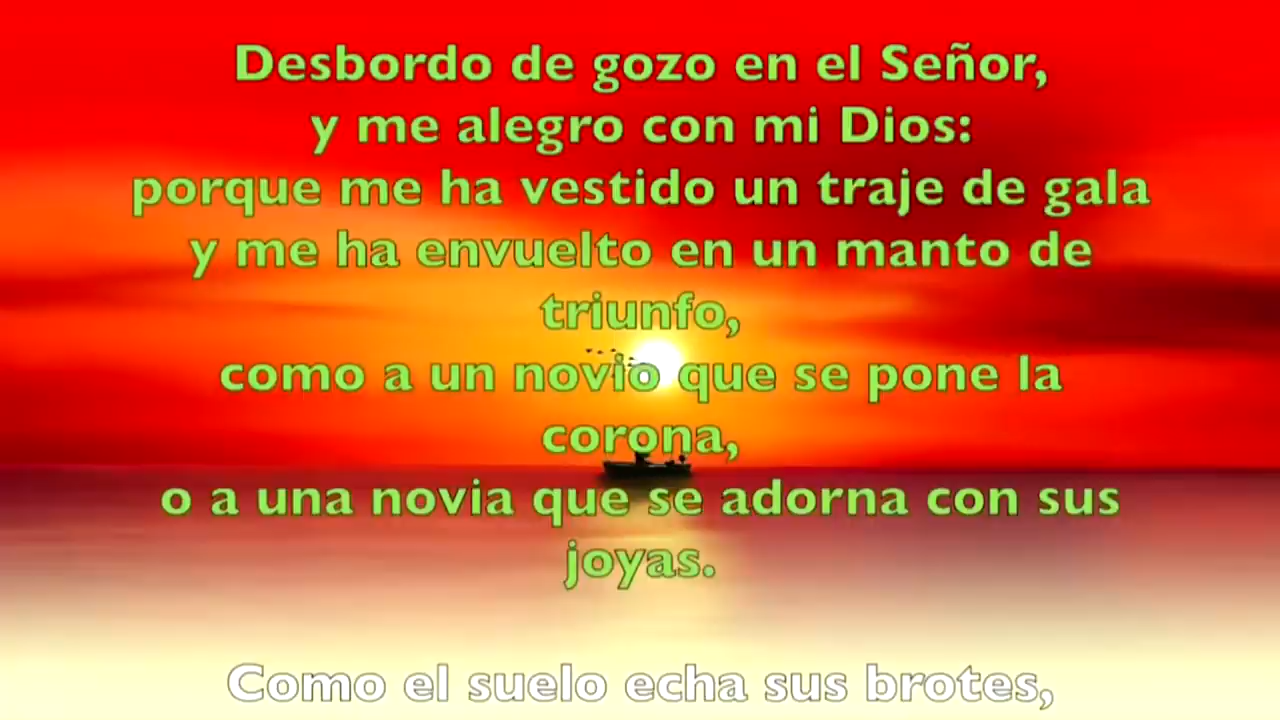 Desbordo de gozo en el Señor,
y me alegro con mi Dios:
porque me ha vestido un traje de gala
y me ha envuelto en un manto de
triunfo,
como a un novio que se pone la
corona,
o a una novia que se adorna con sus
joyas.
Como el suelo echa sus brotes,